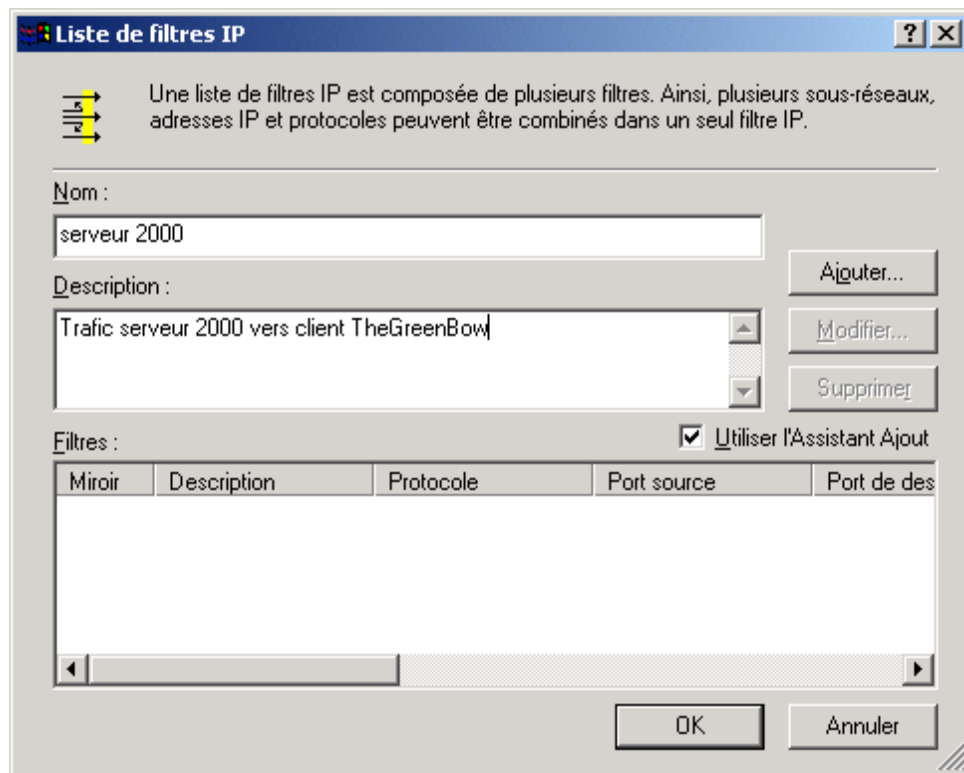 Liste de filtres IP
Une liste de filtres IP est composée de plusieurs filtres. Ainsi, plusieurs sous-réseaux,
adresses IP et protocoles peuvent être combinés dans un seul filtre IP.
Nom :
serveur 2000
Ajouter...
Description :
Trafic serveur 2000 vers client TheGreenBow
Modifier...
Supprimer
Filtres :
Utiliser l'Assistant Ajout
Miroir Description Protocole Port source Port de des
OK Annuler